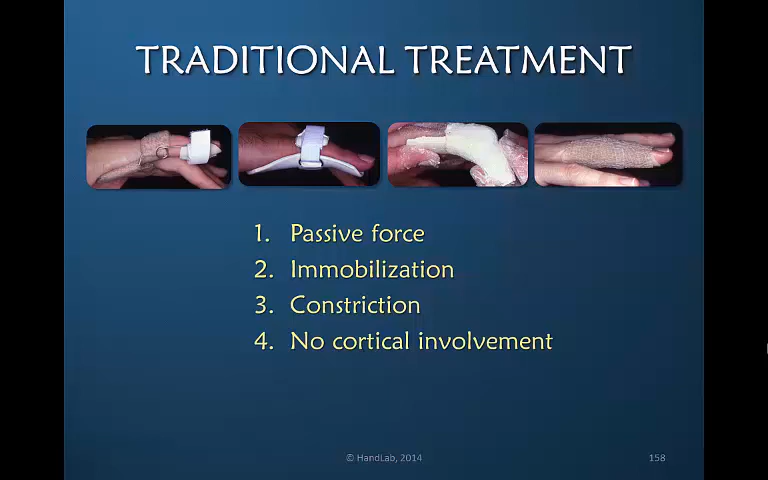 TRADITIONAL TREATMENT
1. Passive force
2. Immobilization
3. Constriction
4. No cortical involvement
© HandLab, 2014
158